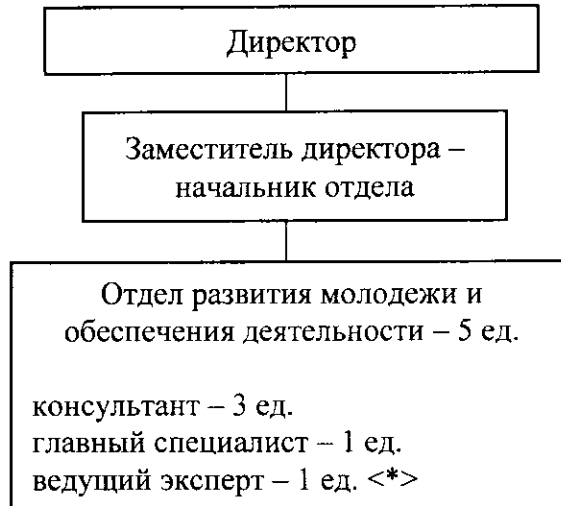 Директор
Заместитель директора –
начальник отдела
Отдел развития молодежи и
обеспечения деятельности – 5 ед.
консультант – 3 ед.
главный специалист – 1 ед.
ведущий эксперт – 1 ед. <*>